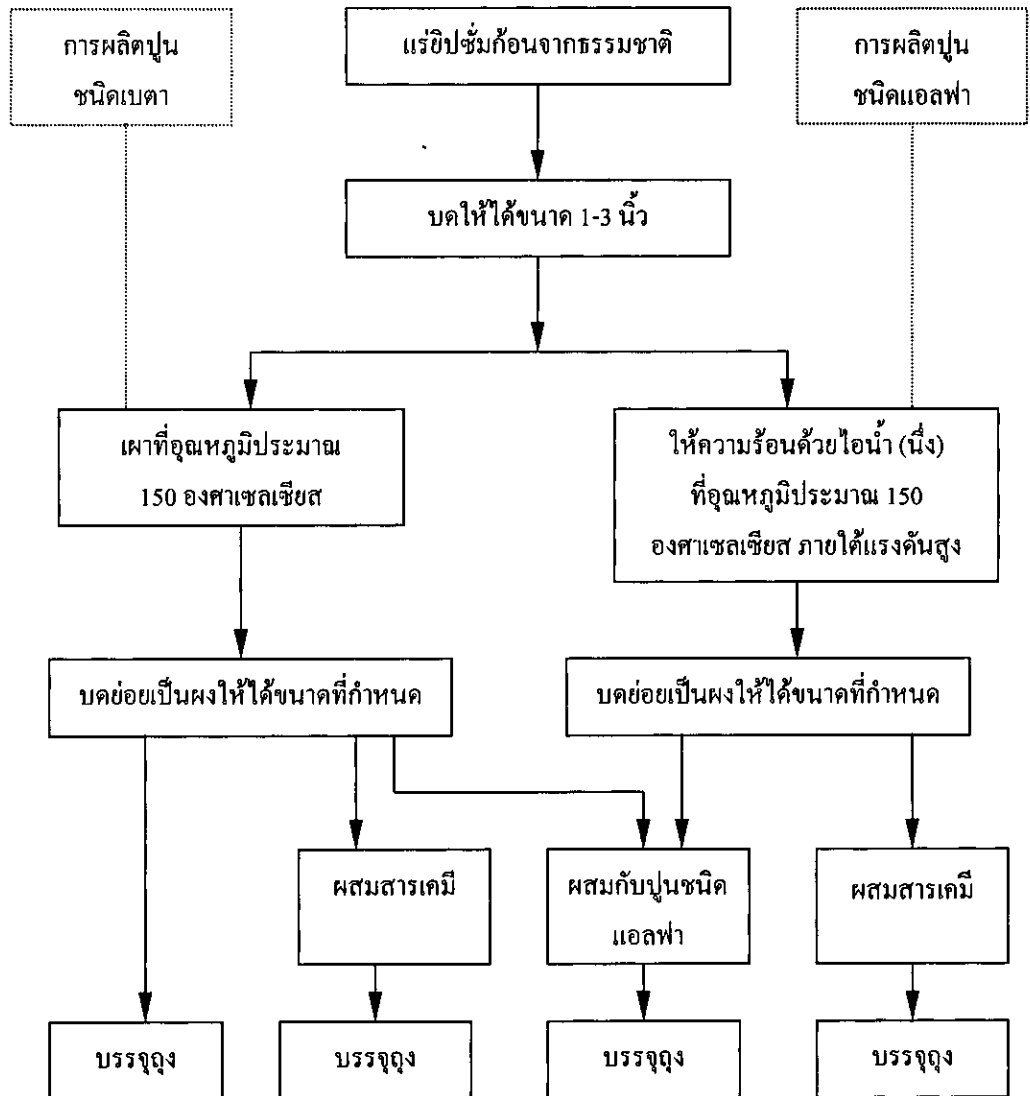 การผลิตปูน
ชนิดเบตา
แร่ยิปซั่มก้อนจากธรรมชาติ
การผลิตปูน
ชนิดแอลฟา
บดให้ได้ขนาด 1-3 นิ้ว
เผาที่อุณหภูมิประมาณ
150 องศาเซลเซียส
ให้ความร้อนด้วยไอน้ำ (นึ่ง)
ที่อุณหภูมิประมาณ 150
องศาเซลเซียส ภายใต้แรงดันสูง
บดย่อยเป็นผงให้ได้ขนาดที่กำหนด
บดย่อยเป็นผงให้ได้ขนาดที่กำหนด
ผสมสารเคมี
ผสมกับปูนชนิด
แอลฟา
ผสมสารเคมี
บรรจุถุง
บรรจุถุง
บรรจุถุง
บรรจุถุง